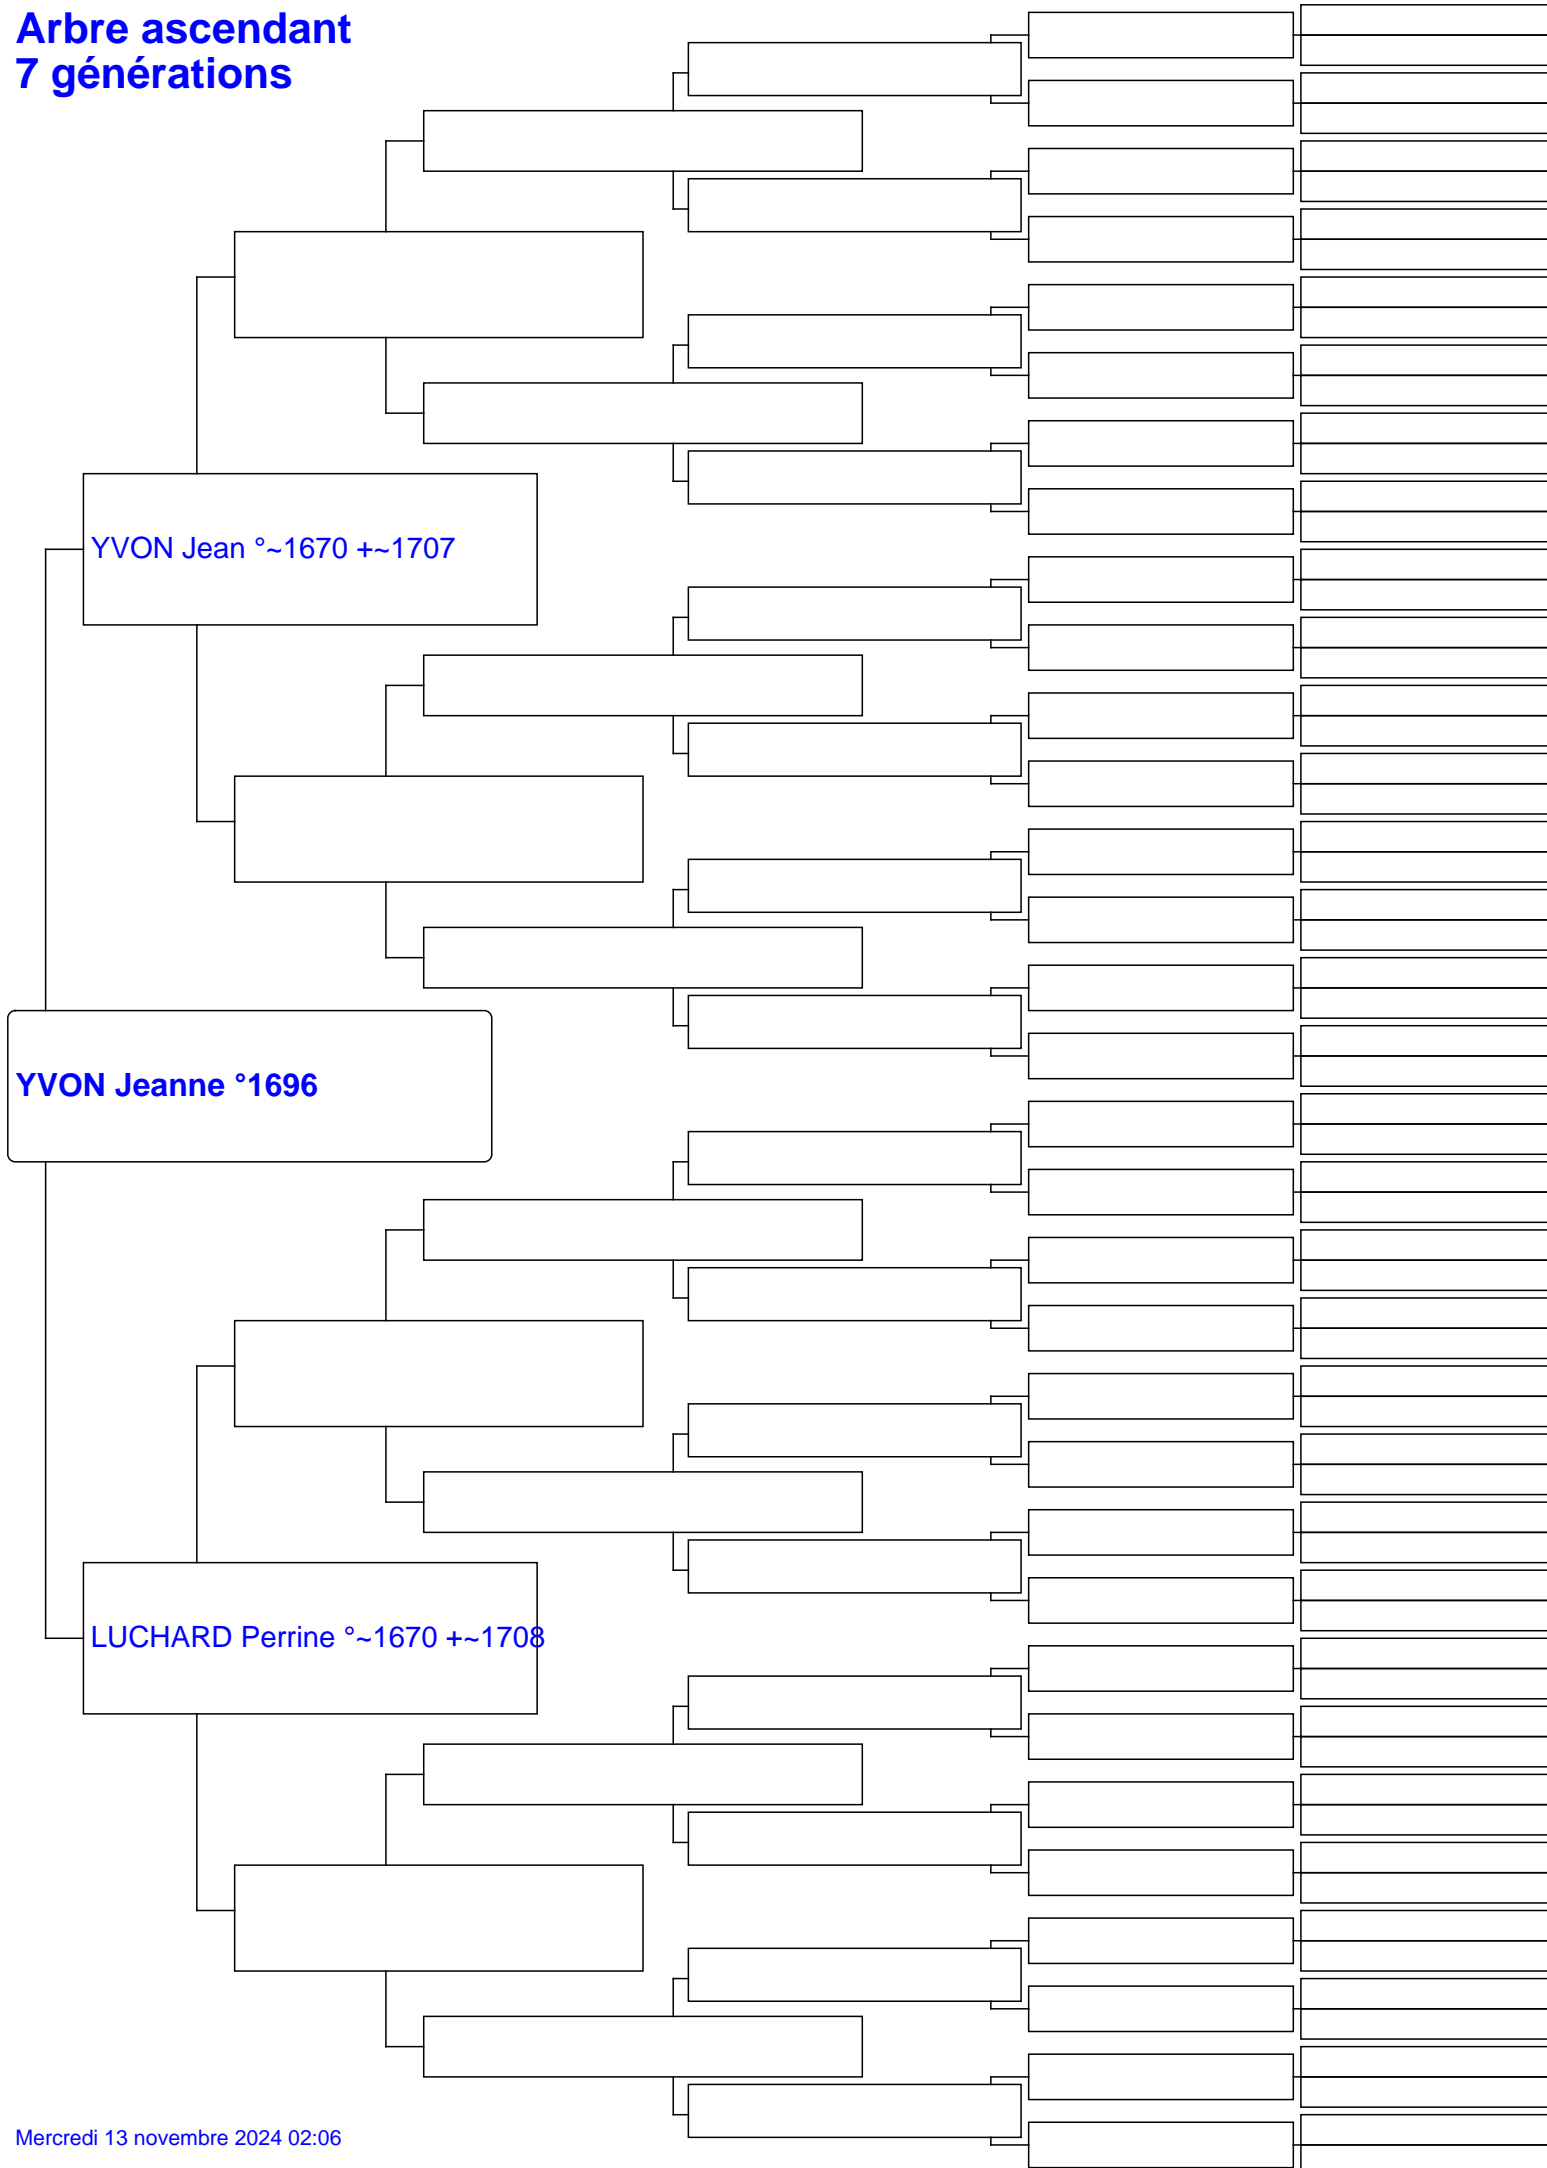 Arbre ascendant
7 générations
YVON Jean °~1670 +~1707
YVON Jeanne °1696
LUCHARD Perrine °~1670 +~1708
Mercredi 13 novembre 2024 02:06